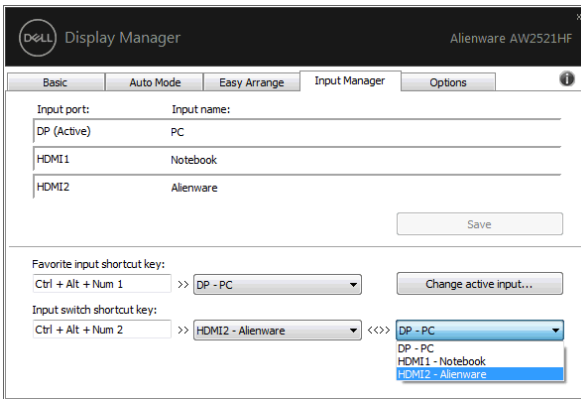 DELL Display Manager Alienware AW2521HF
Basic Auto Mode Easy Arrange Input Manager Options
Input port: Input name:
DP (Active) PC
HDMI1 Notebook
HDMI2 Alienware
Save
Favorite input shortcut key:
Ctrl + Alt + Num 1 >> DP - PC Change active input...
Input switch shortcut key:
Ctrl + Alt + Num 2 >> HDMI2 - Alienware <<>> DP - PC
DP - PC
HDMI1 - Notebook
HDMI2 - Alienware